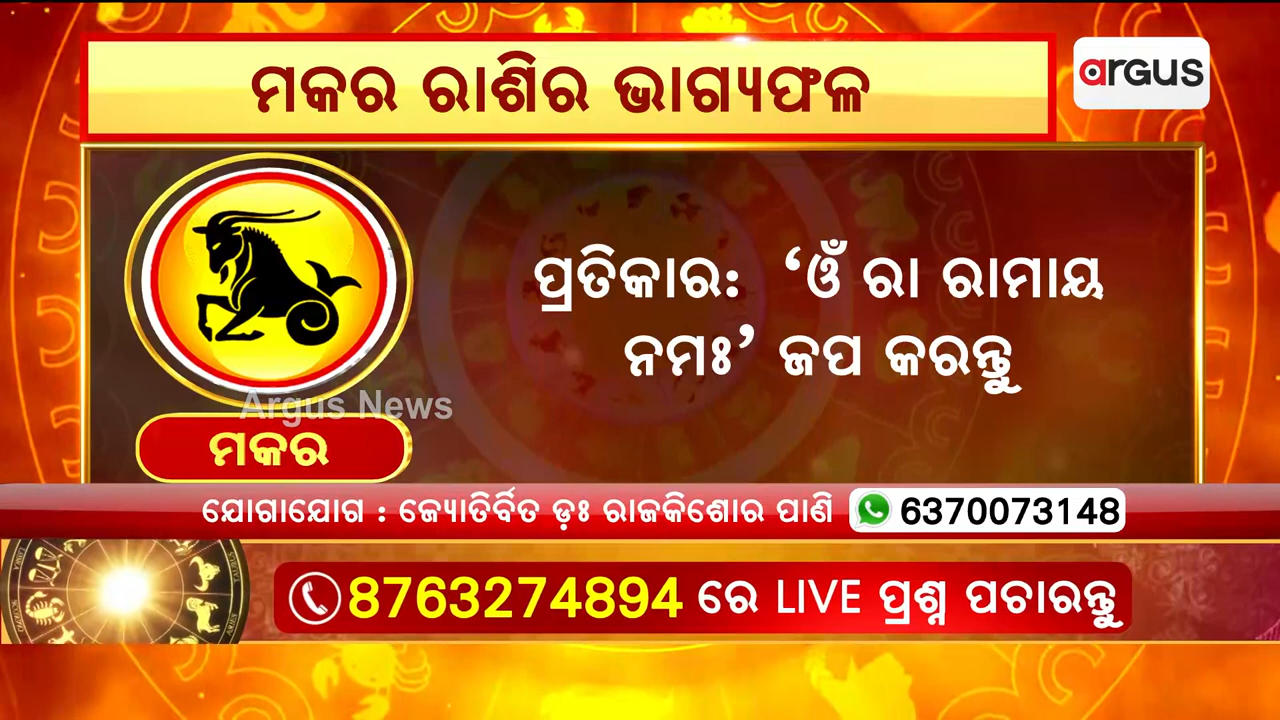 ମକର ରାଶିର ଭାଗ୍ୟଫଳ
argus
ପ୍ରତିକାର: ‘ଓଁ ରା ରାମାୟ
ନମଃ’ ଜପ କରନ୍ତୁ
Argus News
ମକର
ଯୋଗାଯୋଗ : ଜ୍ୟୋତିର୍ବିତ ଡ଼ଃ ରାଜକିଶୋର ପାଣି 6370073148
8763274894 ରେ LIVE ପ୍ରଶ୍ନ ପଚାରନ୍ତୁ